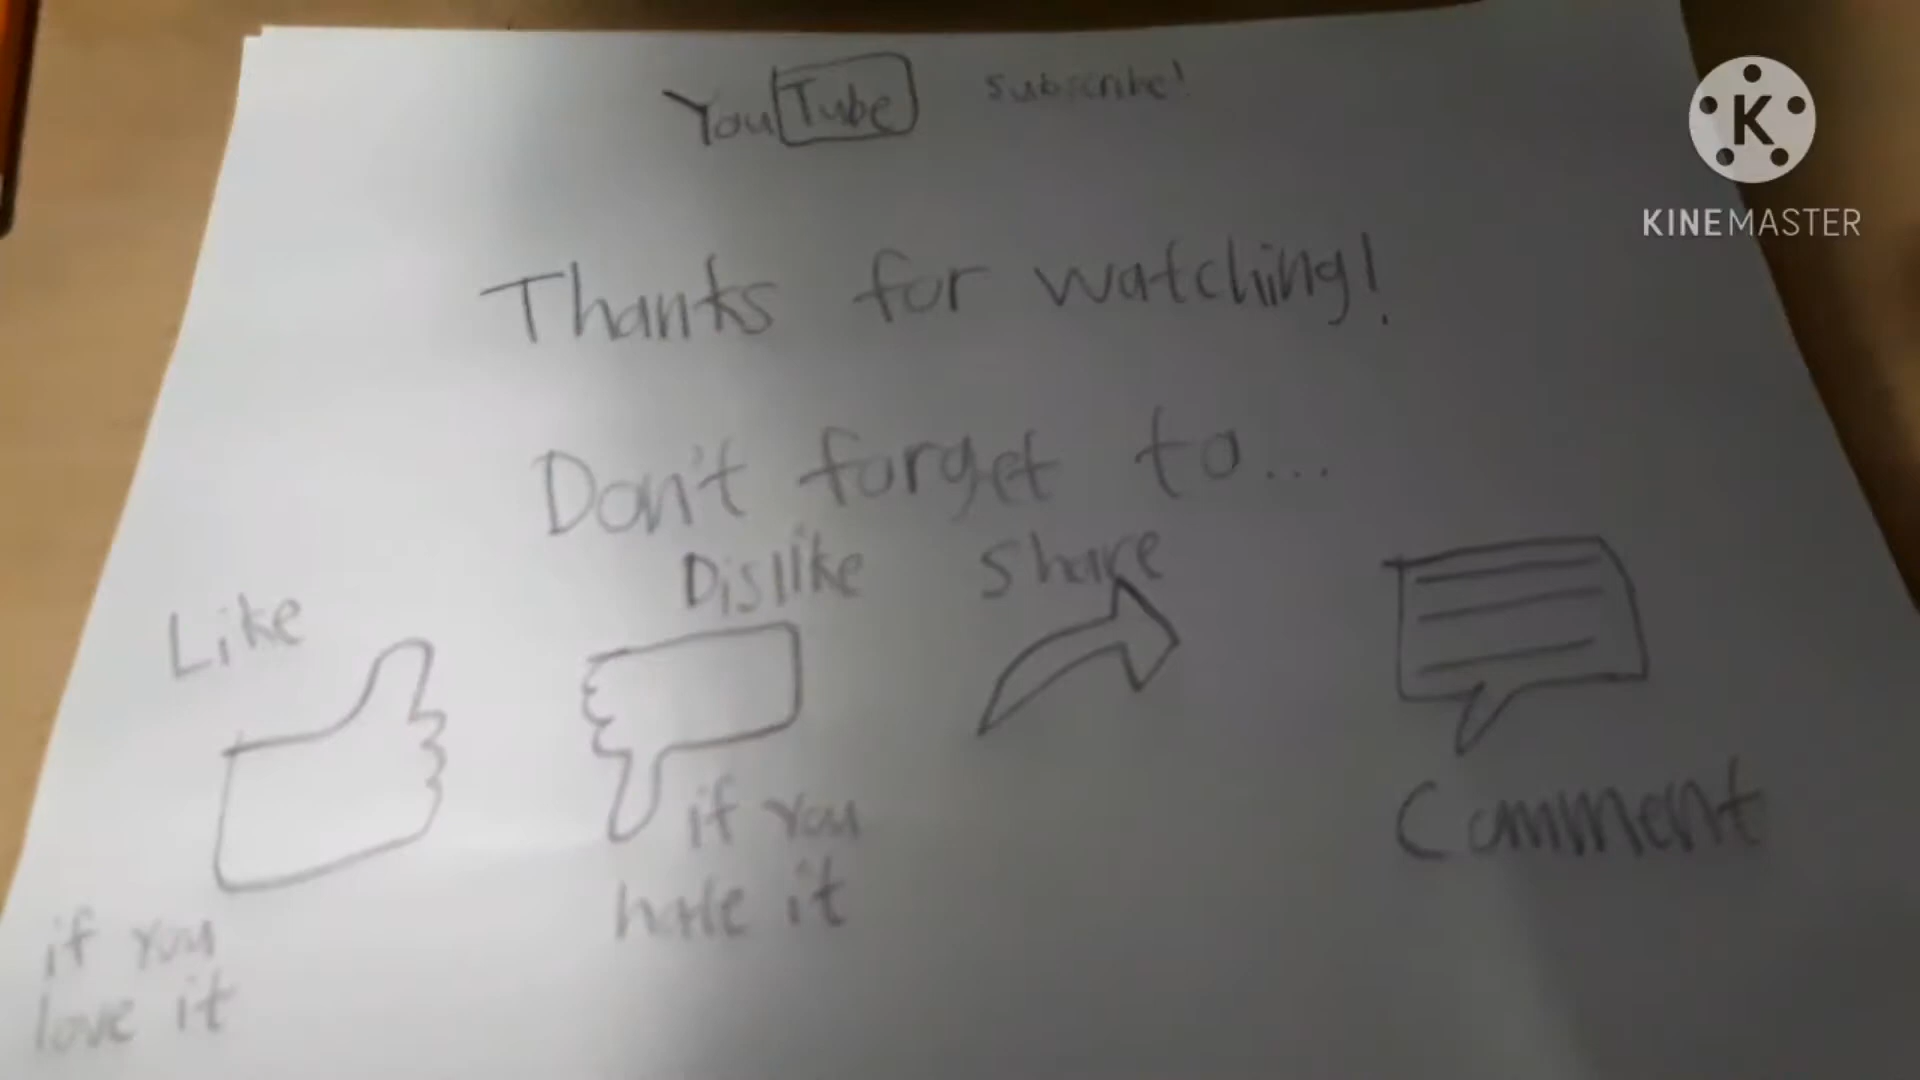 YouTube subscribe!
KINEMASTER
Thanks for watching!
Don't forget to...
Like
Dislike
Share
if you
hate it
Comment
if you
love it